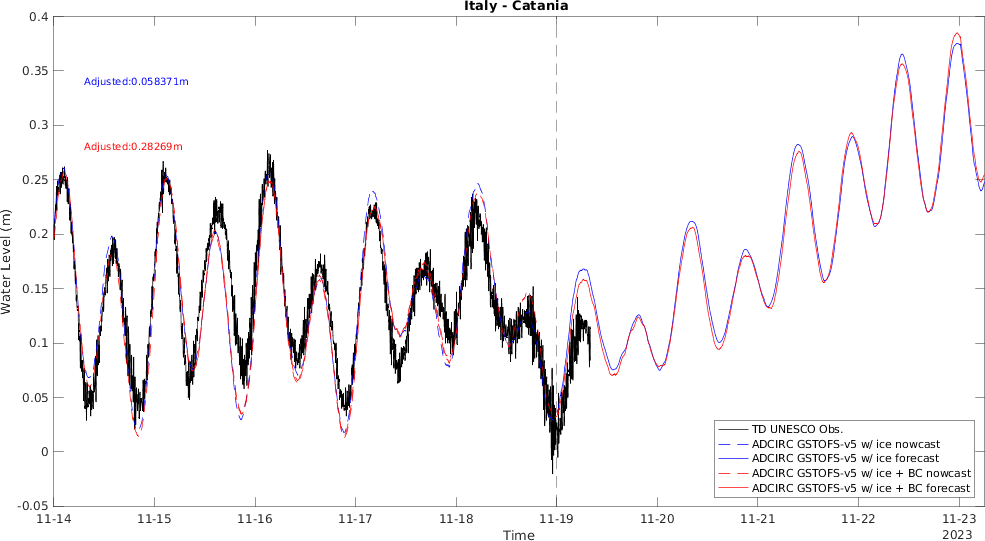 Italy - Catania
0.4
0.35
0.3
0.25
0.2
0.15
0.1
0.05
0
-0.05
Water Level (m)
Adjusted:0.058371m
Adjusted:0.28269m
TD UNESCO Obs.
ADCIRC GSTOFS-v5 w/ ice nowcast
ADCIRC GSTOFS-v5 w/ ice forecast
ADCIRC GSTOFS-v5 w/ ice + BC nowcast
ADCIRC GSTOFS-v5 w/ ice + BC forecast
11-14 11-15 11-16 11-17 11-18 11-19 11-20 11-21 11-22 11-23
Time
2023